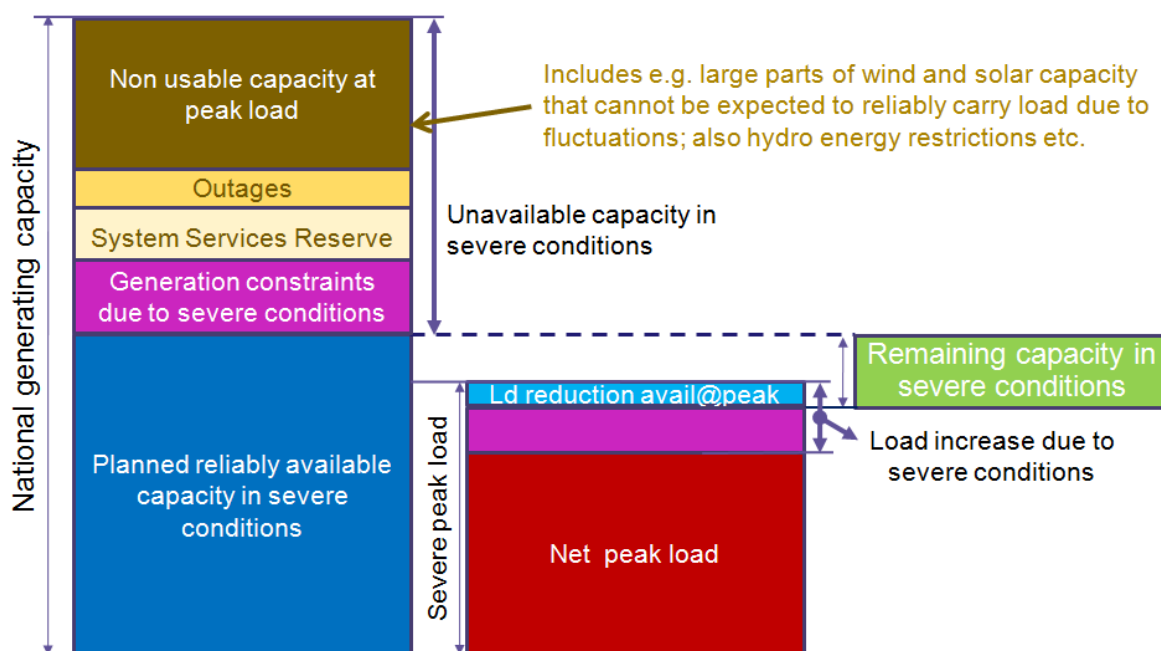 National generating capacity
Non usable capacity at
peak load
Outages
System Services Reserve
Generation constraints
due to severe conditions
Planned reliably available
capacity in severe
conditions
Includes e.g. large parts of wind and solar capacity
that cannot be expected to reliably carry load due to
fluctuations; also hydro energy restrictions etc.
Unavailable capacity in
severe conditions
Severe peak load
Ld reduction avail@peak
Net peak load
Remaining capacity in
severe conditions
Load increase due to
severe conditions